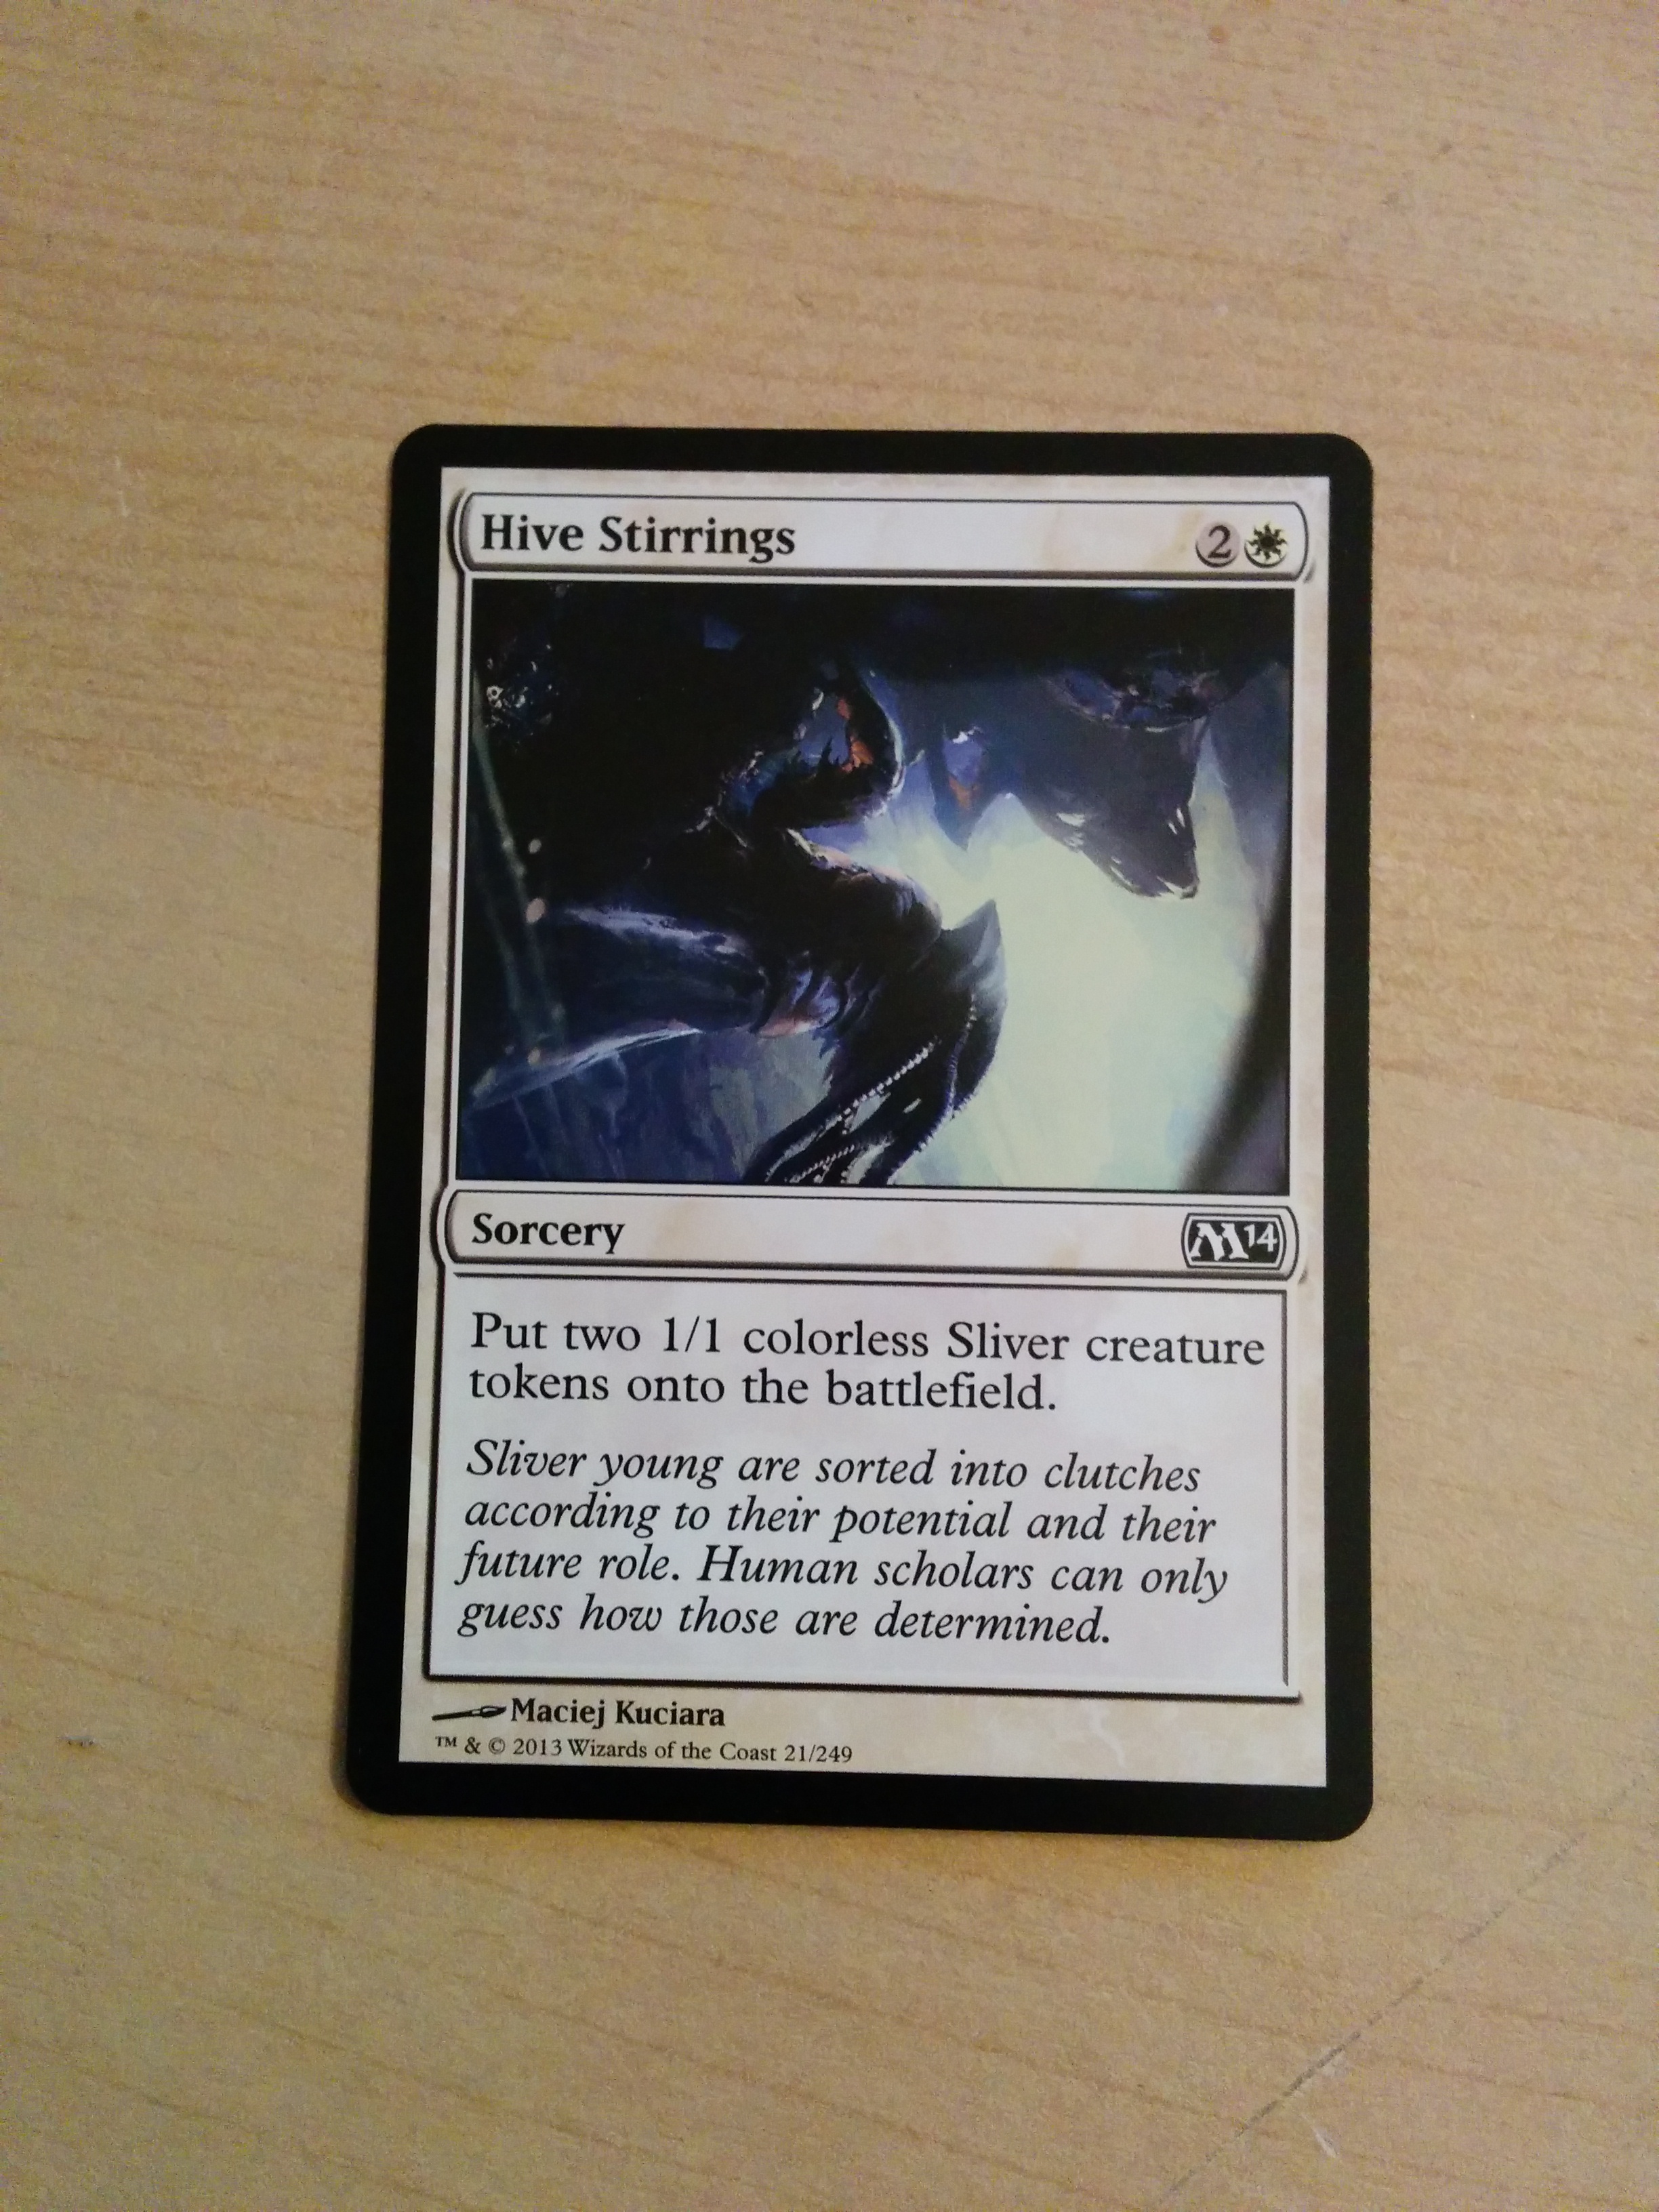 Hive Stirrings 2
Sorcery M14
Put two 1/1 colorless Sliver creature
tokens onto the battlefield.
Sliver young are sorted into clutches
according to their potential and their
future role. Human scholars can only
guess how those are determined.
Maciej Kuciara
™ & © 2013 Wizards of the Coast 21/249